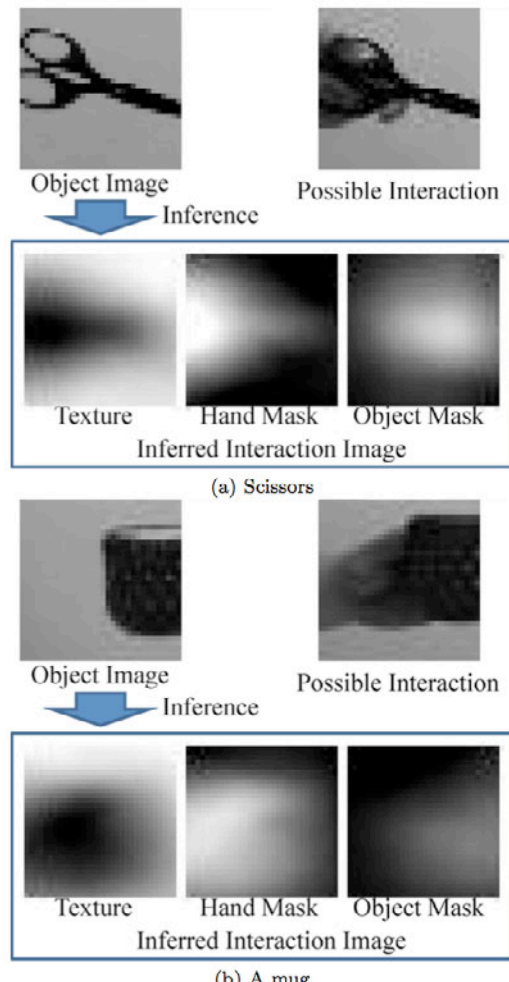 Object Image
Possible Interaction
Inference
Texture Hand Mask Object Mask
Inferred Interaction Image
(a) Scissors
Object Image
Possible Interaction
Inference
Texture Hand Mask Object Mask
Inferred Interaction Image
(b) A mug